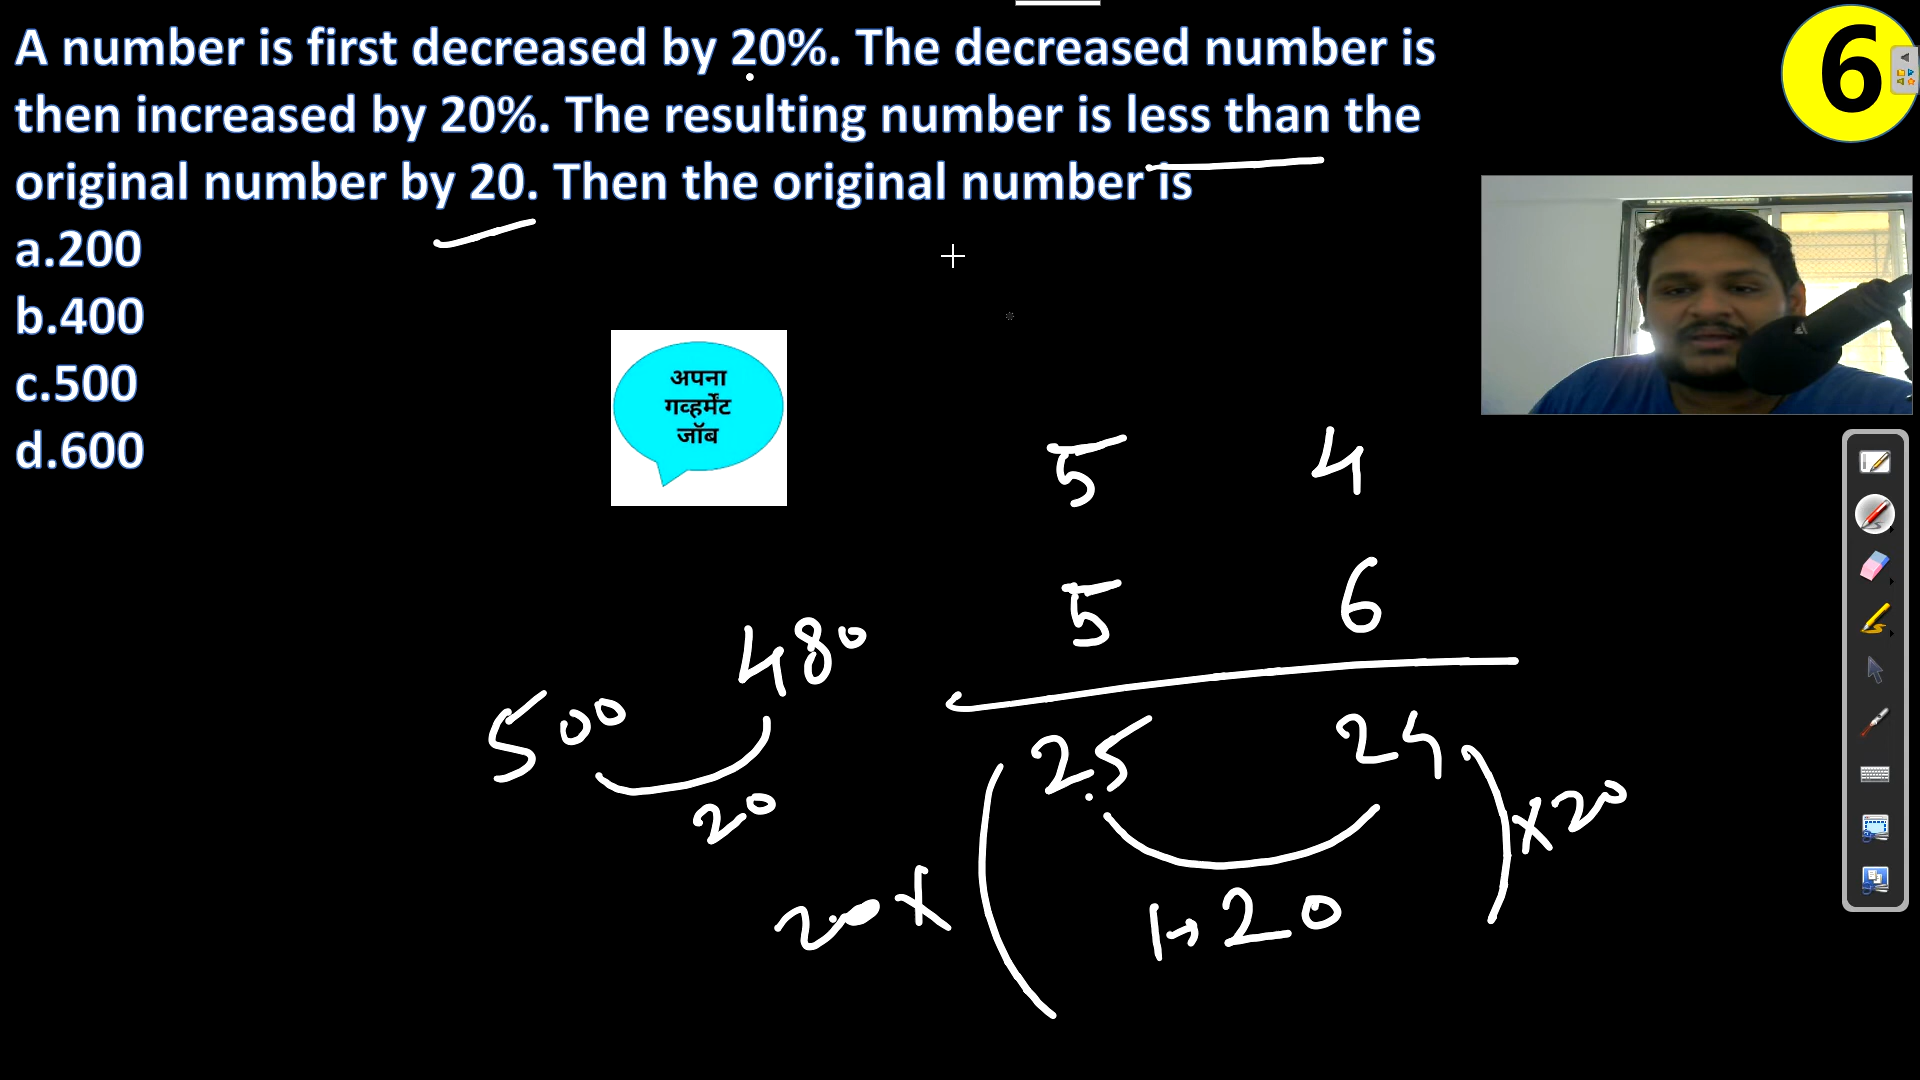 A number is first decreased by 20%. The decreased number is
then increased by 20%. The resulting number is less than the
original number by 20. Then the original number is
a.200
b.400
c.500
d.600
6
अपना
गव्हर्मेंट
जॉब
5 4
5 6
500 480
20
25 24
20 x ( ) x 20
1→20